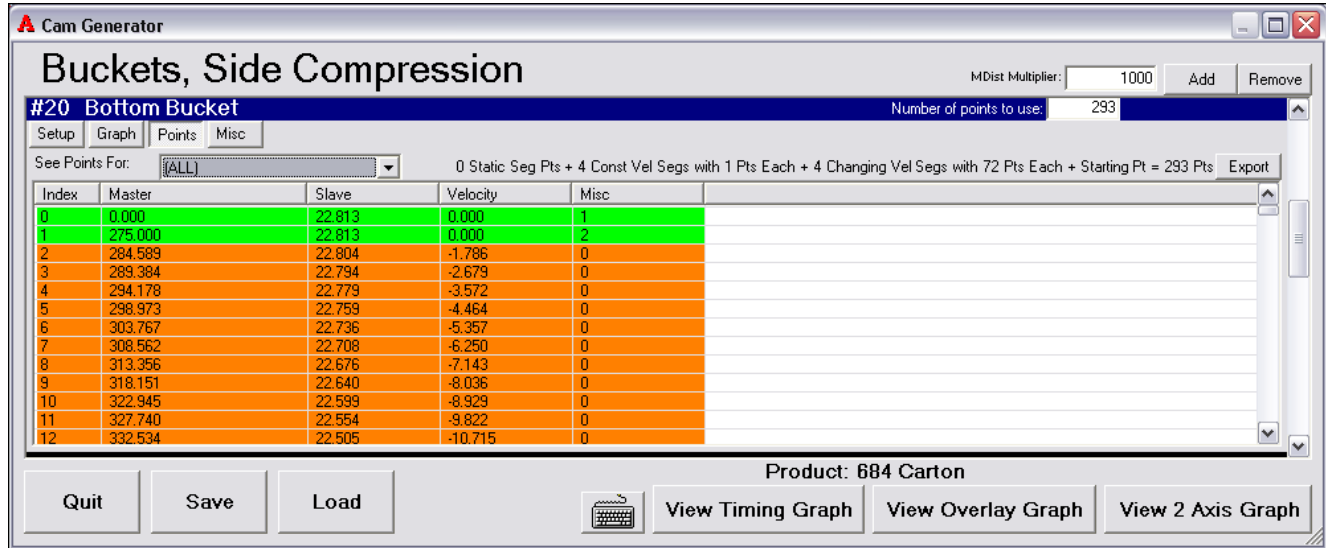 Cam Generator
Buckets, Side Compression
MDist Multiplier: 1000 Add Remove
#20 Bottom Bucket Number of points to use: 293
Setup Graph Points Misc
See Points For: (ALL) 0 Static Seg Pts + 4 Const Vel Segs with 1 Pts Each + 4 Changing Vel Segs with 72 Pts Each + Starting Pt = 293 Pts Export
Index Master Slave Velocity Misc
0 0.000 22.813 0.000 1
1 275.000 22.813 0.000 2
2 284.589 22.804 -1.786 0
3 289.384 22.794 -2.679 0
4 294.178 22.779 -3.572 0
5 298.973 22.759 -4.464 0
6 303.767 22.736 -5.357 0
7 308.562 22.708 -6.250 0
8 313.356 22.676 -7.143 0
9 318.151 22.640 -8.036 0
10 322.945 22.599 -8.929 0
11 327.740 22.554 -9.822 0
12 332.534 22.505 -10.715 0
Product: 684 Carton
Quit Save Load View Timing Graph View Overlay Graph View 2 Axis Graph